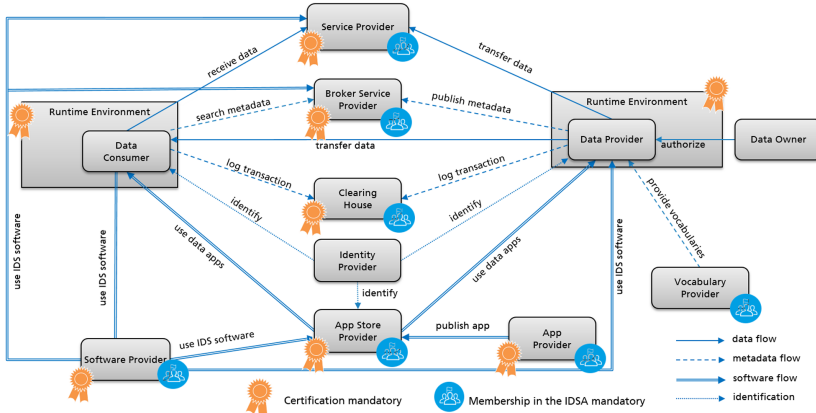 Service Provider
receive data
transfer data
Broker Service
Provider
Runtime Environment
search metadata
publish metadata
Runtime Environment
Data
Consumer
transfer data
Data Provider
authorize
Data Owner
log transaction
log transaction
identify
Clearing
House
identify
provide vocabularies
use IDS software
use IDS software
use data apps
Identity
Provider
use data apps
use IDS software
identify
Vocabulary
Provider
use IDS software
App Store
Provider
publish app
App
Provider
Software Provider
data flow
metadata flow
software flow
identification
Certification mandatory
Membership in the IDSA mandatory